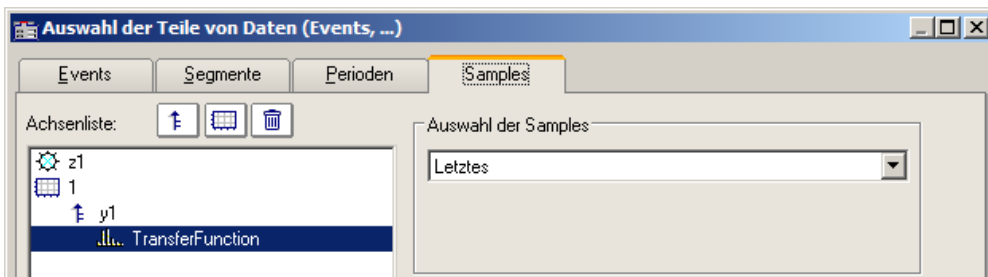 Auswahl der Teile von Daten (Events, ...)
Events Segmente Perioden Samples
Achsenliste:
Auswahl der Samples
Letztes
z1
1
y1
TransferFunction